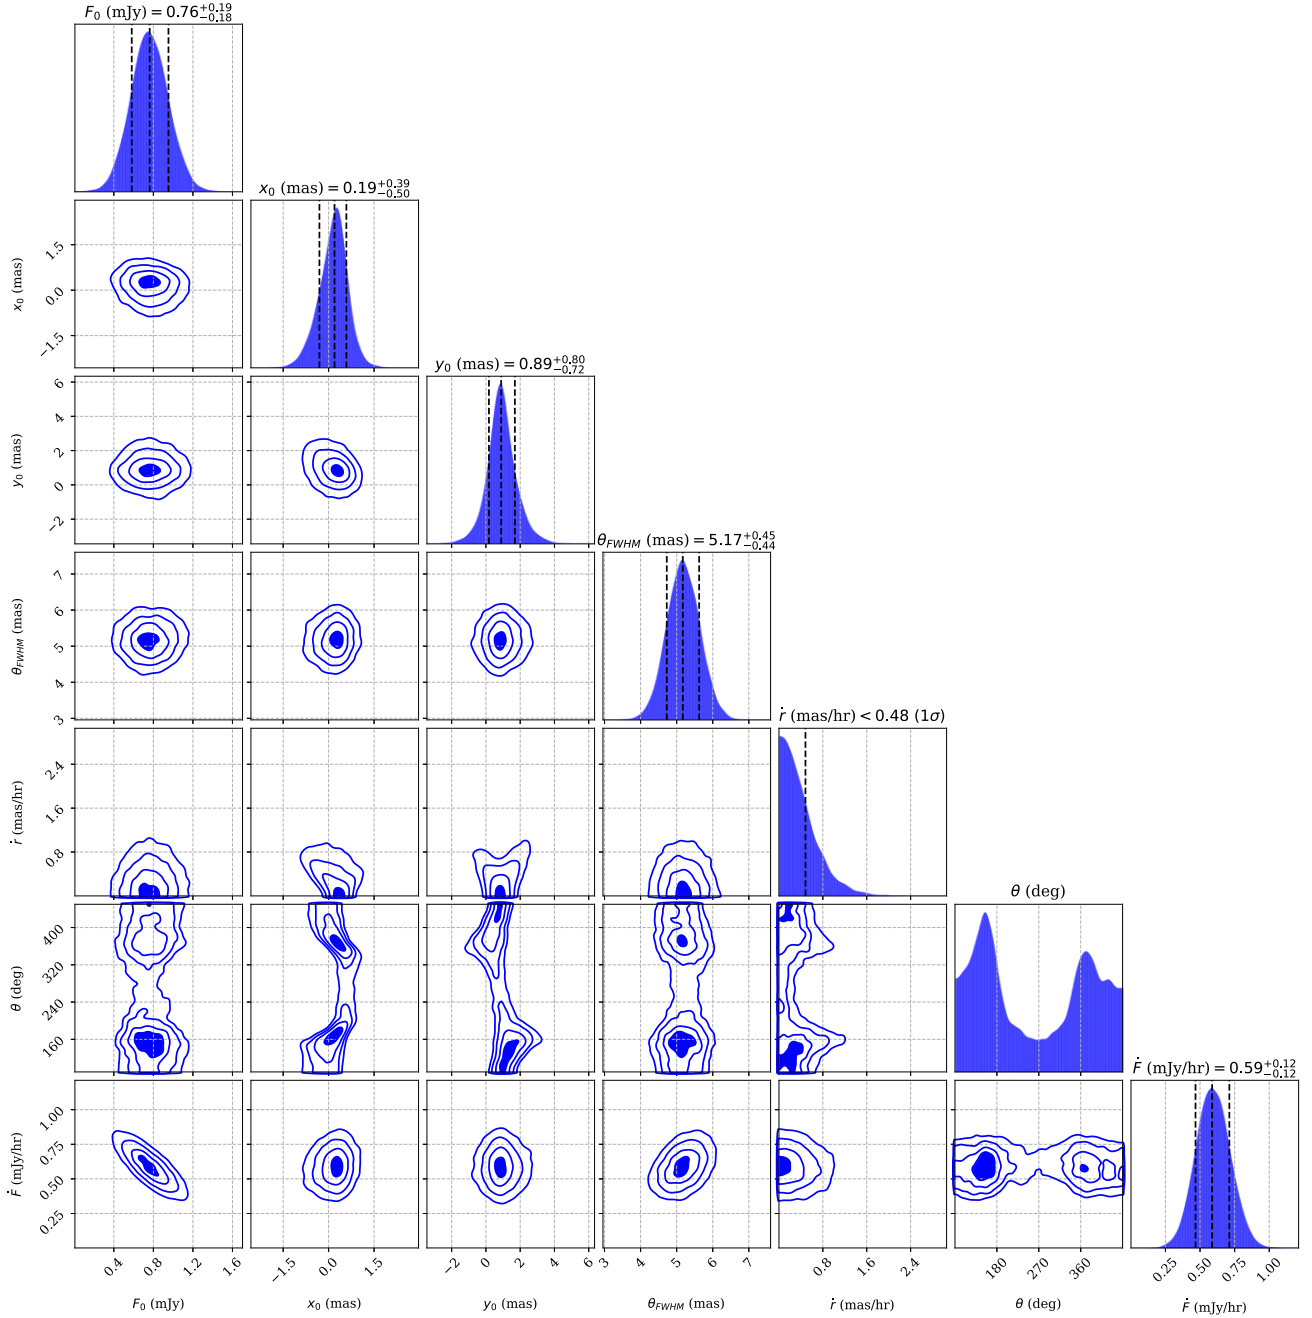 F_0 (mJy) = 0.76^{+0.19}_{-0.18}
x_0 (mas) = 0.19^{+0.39}_{-0.50}
x_0 (mas)
1.5
0.0
−1.5
y_0 (mas) = 0.89^{+0.80}_{-0.72}
y_0 (mas)
6
4
2
0
−2
θ_{FWHM} (mas) = 5.17^{+0.45}_{-0.44}
θ_{FWHM} (mas)
7
6
5
4
3
ṙ (mas/hr) < 0.48 (1σ)
ṙ (mas/hr)
2.4
1.6
0.8
θ (deg)
θ (deg)
400
320
240
160
Ḟ (mJy/hr) = 0.59^{+0.12}_{-0.12}
Ḟ (mJy/hr)
1.00
0.75
0.50
0.25
0.4 0.8 1.2 1.6
−1.5 0.0 1.5
−2 0 2 4 6
3 4 5 6 7
0.8 1.6 2.4
180 270 360
0.25 0.50 0.75 1.00
F_0 (mJy)
x_0 (mas)
y_0 (mas)
θ_{FWHM} (mas)
ṙ (mas/hr)
θ (deg)
Ḟ (mJy/hr)